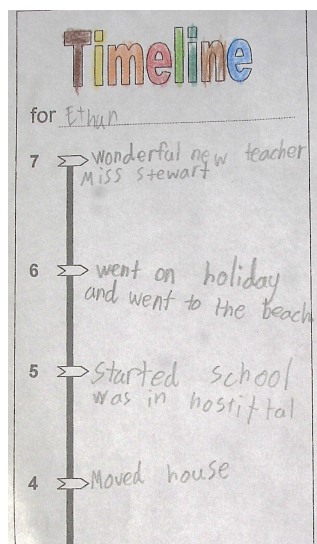 Timeline
for Ethan
7 wonderful new teacher
Miss Stewart
6 went on holiday
and went to the beach
5 Started school
was in hostittal
4 Moved house